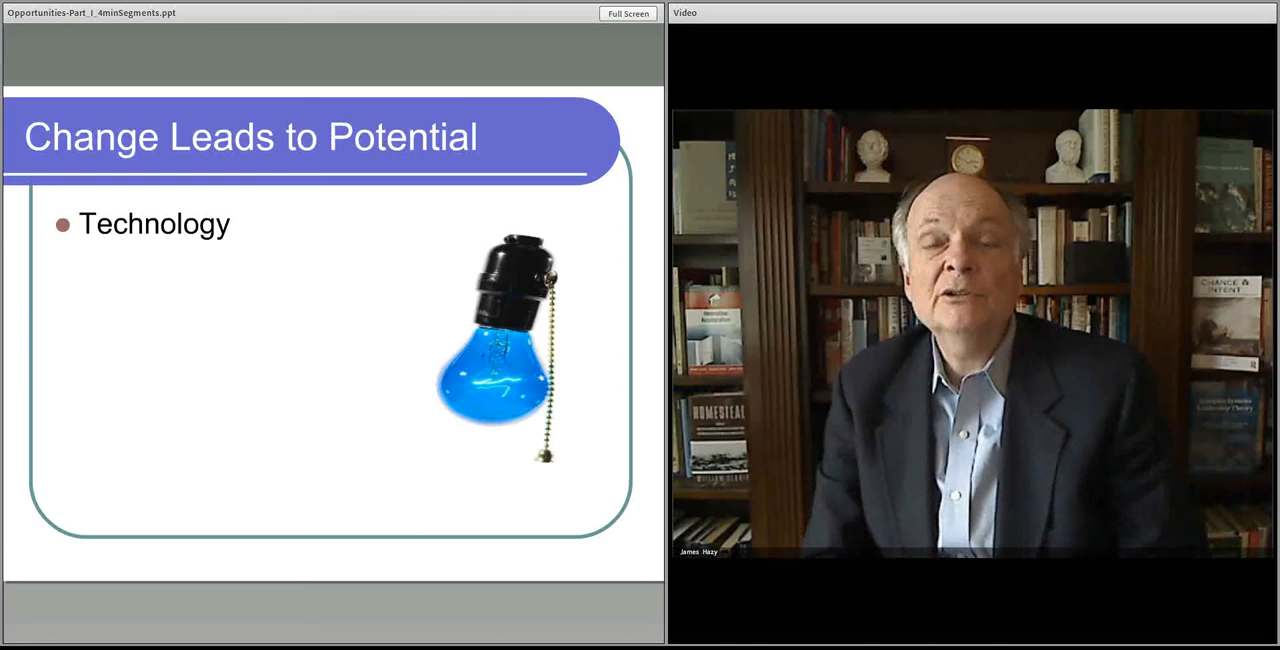 Opportunities-Part_I_4minSegments.ppt
Full Screen
Video
Change Leads to Potential
Technology
CHANCE &
INTENT
HOMESTEAD
James Hazy